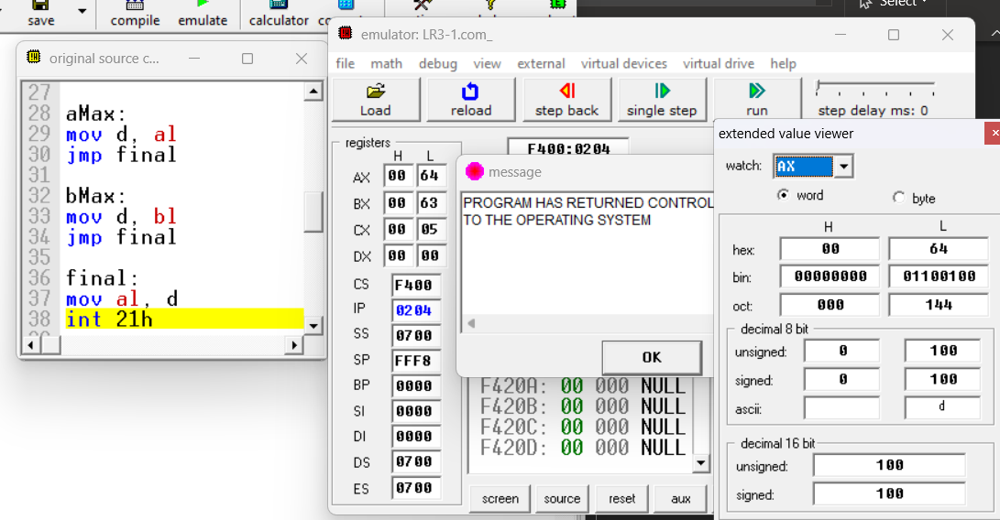 Select
save
compile
emulate
calculator
original source c...
27
28 aMax:
29 mov d, al
30 jmp final
31
32 bMax:
33 mov d, bl
34 jmp final
35
36 final:
37 mov al, d
38 int 21h
emulator: LR3-1.com_
file math debug view external virtual devices virtual drive help
Load
reload
step back
single step
run
step delay ms: 0
registers
H L
AX 00 64
BX 00 63
CX 00 05
DX 00 00
CS F400
IP 0204
SS 0700
SP FFF8
BP 0000
SI 0000
DI 0000
DS 0700
ES 0700
F400:0204
message
PROGRAM HAS RETURNED CONTROL
TO THE OPERATING SYSTEM
OK
F420A: 00 000 NULL
F420B: 00 000 NULL
F420C: 00 000 NULL
F420D: 00 000 NULL
screen source reset aux
extended value viewer
watch: AX
word byte
H L
hex: 00 64
bin: 00000000 01100100
oct: 000 144
decimal 8 bit
unsigned: 0 100
signed: 0 100
ascii: d
decimal 16 bit
unsigned: 100
signed: 100